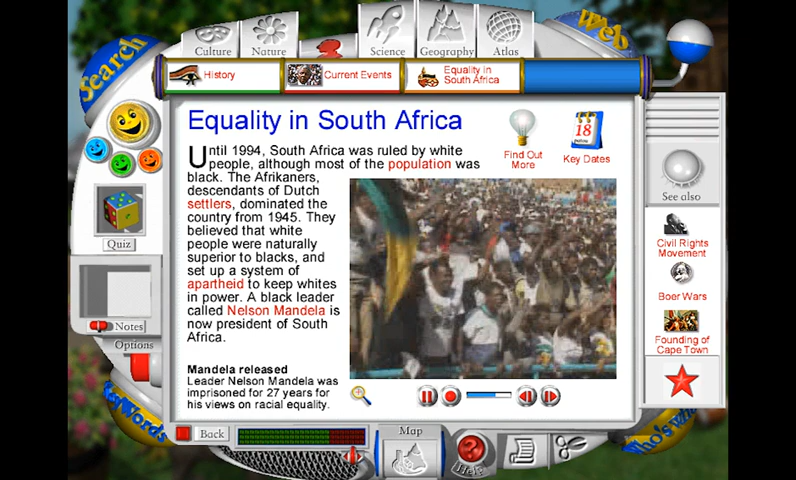 Search
Culture
Nature
Science
Geography
Atlas
Web
History
Current Events
Equality in
South Africa
Equality in South Africa
Find Out
More
18
Key Dates
Until 1994, South Africa was ruled by white
people, although most of the population was
black. The Afrikaners,
descendants of Dutch
settlers, dominated the
country from 1945. They
believed that white
people were naturally
superior to blacks, and
set up a system of
apartheid to keep whites
in power. A black leader
called Nelson Mandela is
now president of South
Africa.
Mandela released
Leader Nelson Mandela was
imprisoned for 27 years for
his views on racial equality.
See also
Civil Rights
Movement
Boer Wars
Founding of
Cape Town
Quiz
Notes
Options
KeyWords
Back
Map
?
Help
Who's who